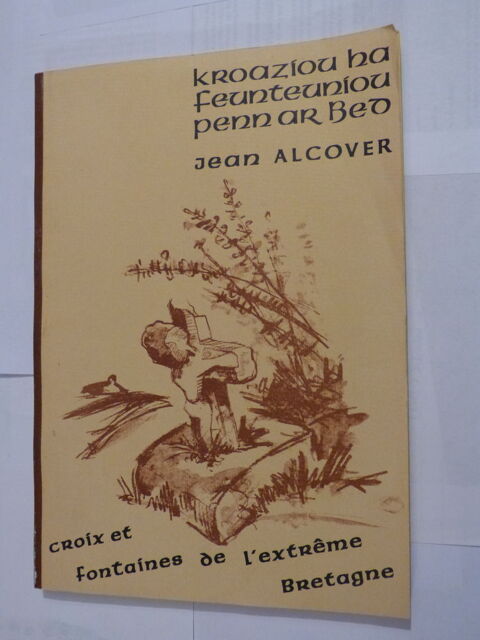 kroaziou ha
feunteuniou
penn ar Bed
Jean ALCOVER
croix et
fontaines de l'extrême
Bretagne